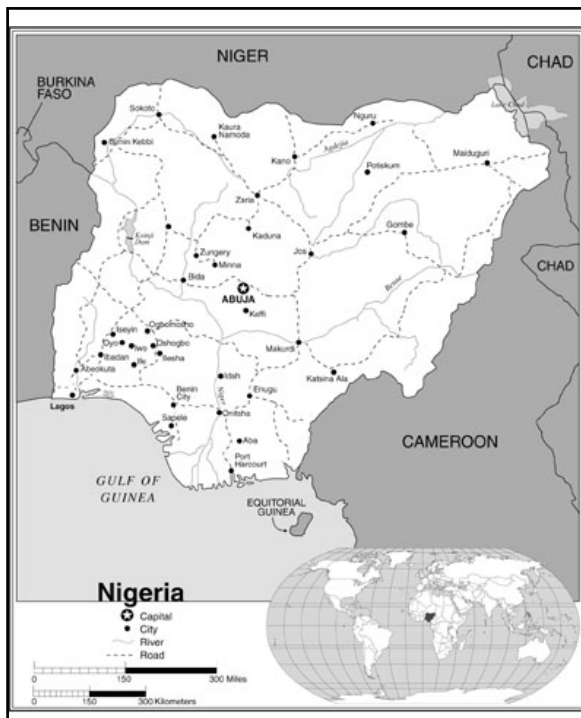 NIGER
CHAD
BURKINA
FASO
Lake Chad
Sokoto
Kaura
Namoda
Nguru
Birnin Kebbi
Kano
Maiduguri
Potiskum
Zaria
BENIN
Kainji
Dam
Kaduna
Gombe
Jos
CHAD
Zungery
Minna
Bida
Benue
ABUJA
Keffi
Ogbomosho
Iseyin
Oyo
Iwo
Oshogbo
Makurdi
Ibadan
Ife
Ilesha
Abeokuta
Idah
Katsina Ala
Enugu
Benin
City
Niger
Lagos
Onitsha
Sapele
CAMEROON
Aba
Port
Harcourt
GULF OF
GUINEA
EQUITORIAL
GUINEA
Nigeria
Capital
City
River
Road
0 150 300 Miles
0 150 300 Kilometers